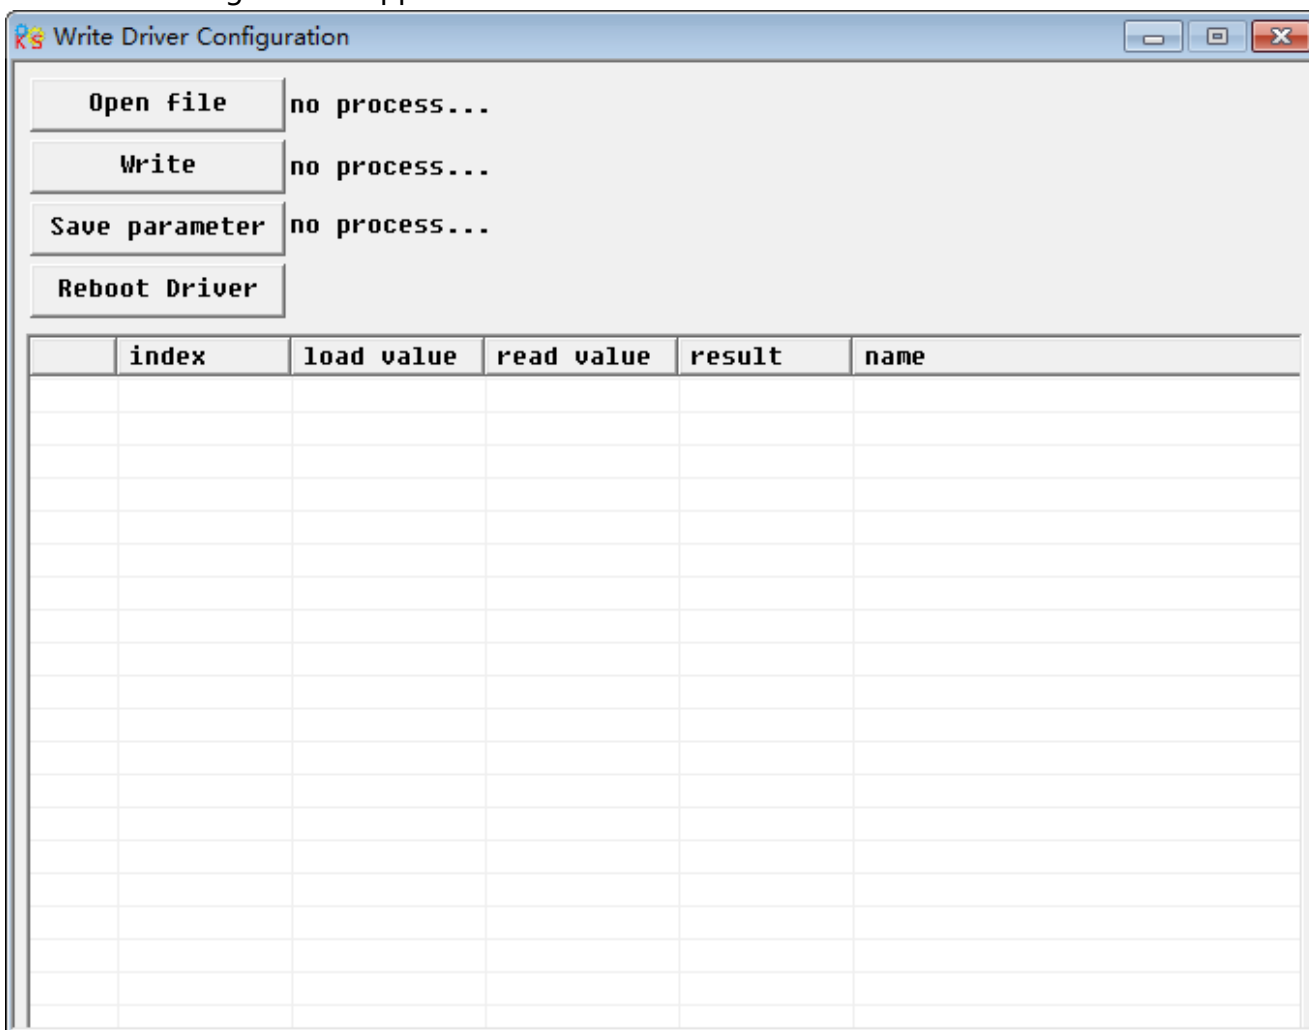 Write Driver Configuration
Open file no process...
Write no process...
Save parameter no process...
Reboot Driver
index load value read value result name